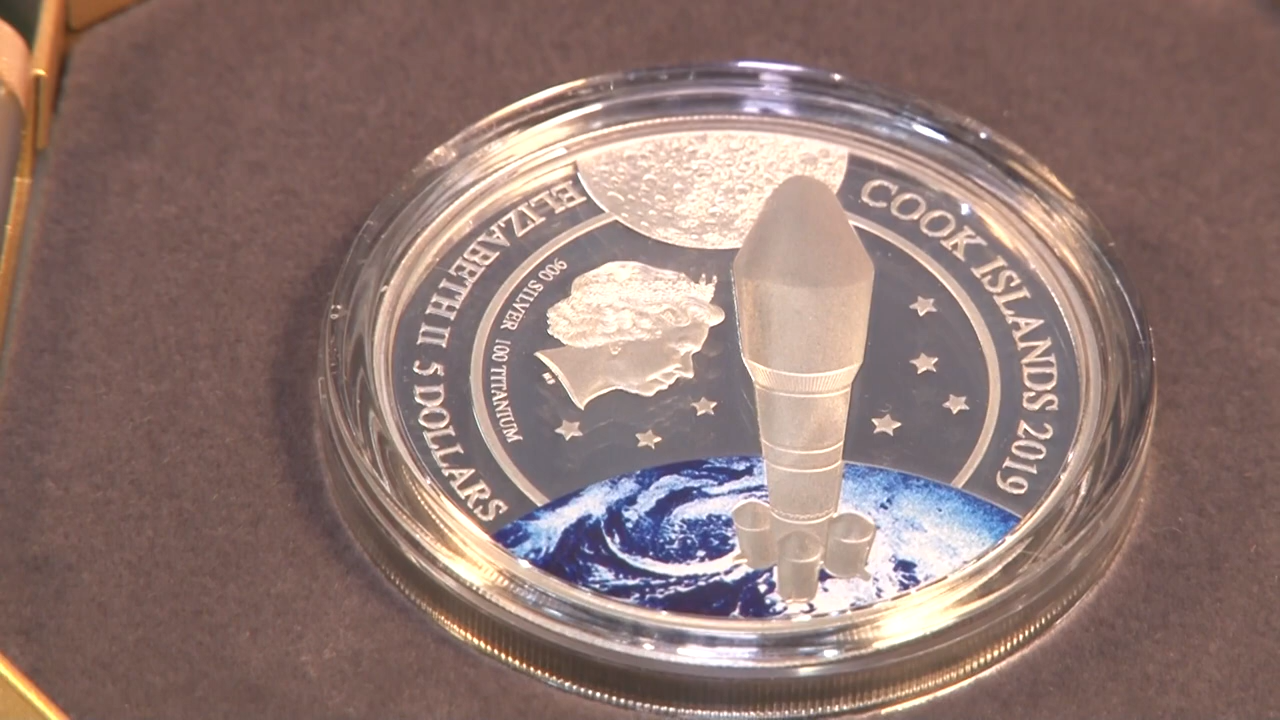 ELIZABETH II 5 DOLLARS
900 SILVER 100 TITANIUM
COOK ISLANDS 2019